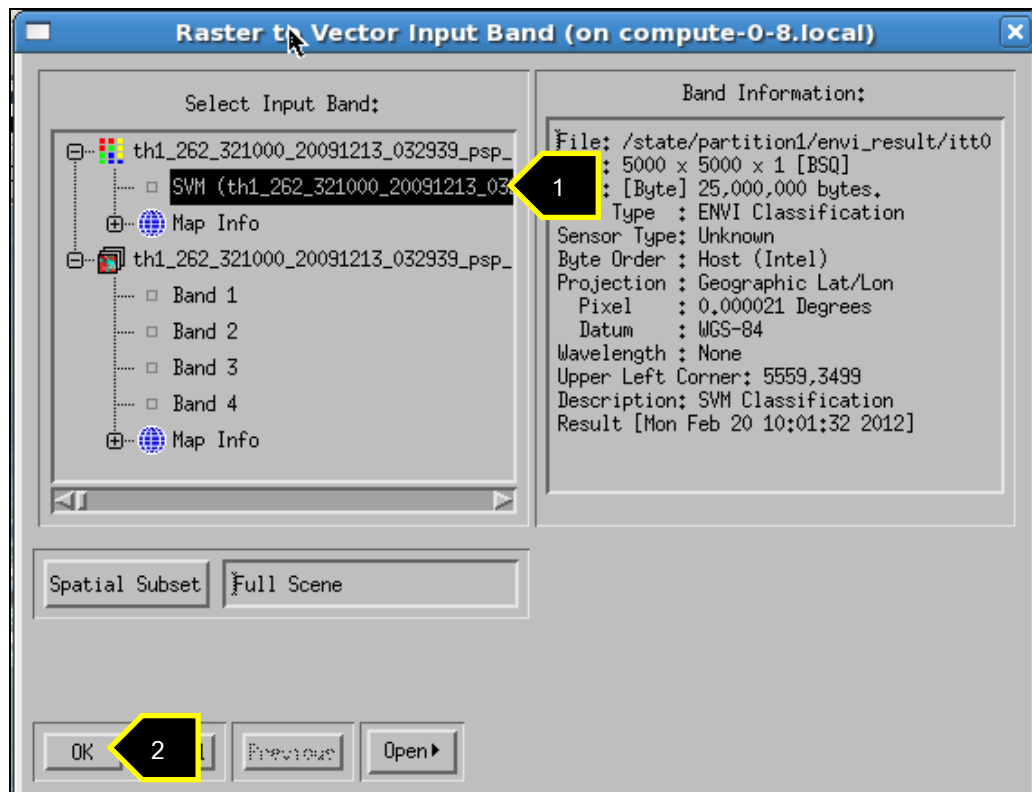 Raster to Vector Input Band (on compute-0-8.local)
Select Input Band:
th1_262_321000_20091213_032939_psp_
SVM (th1_262_321000_20091213_032
1
Map Info
th1_262_321000_20091213_032939_psp_
Band 1
Band 2
Band 3
Band 4
Map Info
Band Information:
File: /state/partition1/envi_result/itt0
: 5000 x 5000 x 1 [BSQ]
: [Byte] 25,000,000 bytes.
Type : ENVI Classification
Sensor Type: Unknown
Byte Order : Host (Intel)
Projection : Geographic Lat/Lon
Pixel : 0.000021 Degrees
Datum : WGS-84
Wavelength : None
Upper Left Corner: 5559,3499
Description: SVM Classification
Result [Mon Feb 20 10:01:32 2012]
Spatial Subset
Full Scene
OK
2
Previous
Open